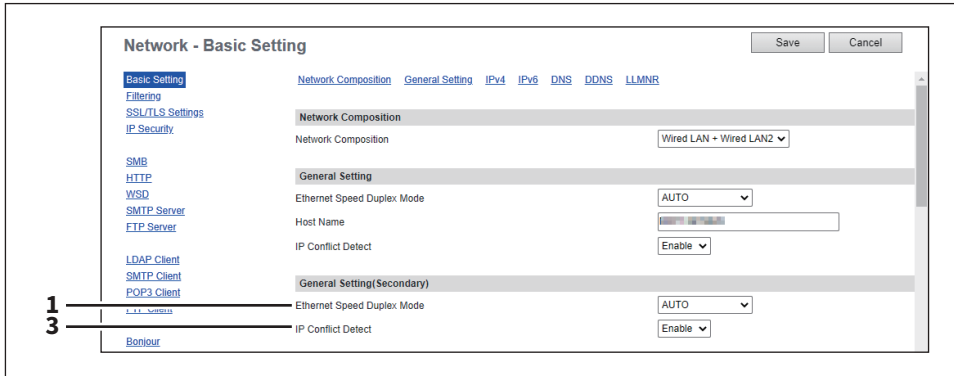 Network - Basic Setting
Save
Cancel
Basic Setting
Filtering
SSL/TLS Settings
IP Security
SMB
HTTP
WSD
SMTP Server
FTP Server
LDAP Client
SMTP Client
POP3 Client
FTP Client
Bonjour
Network Composition General Setting IPv4 IPv6 DNS DDNS LLMNR
Network Composition
Network Composition Wired LAN + Wired LAN2
General Setting
Ethernet Speed Duplex Mode AUTO
Host Name
IP Conflict Detect Enable
General Setting(Secondary)
1 Ethernet Speed Duplex Mode AUTO
3 IP Conflict Detect Enable